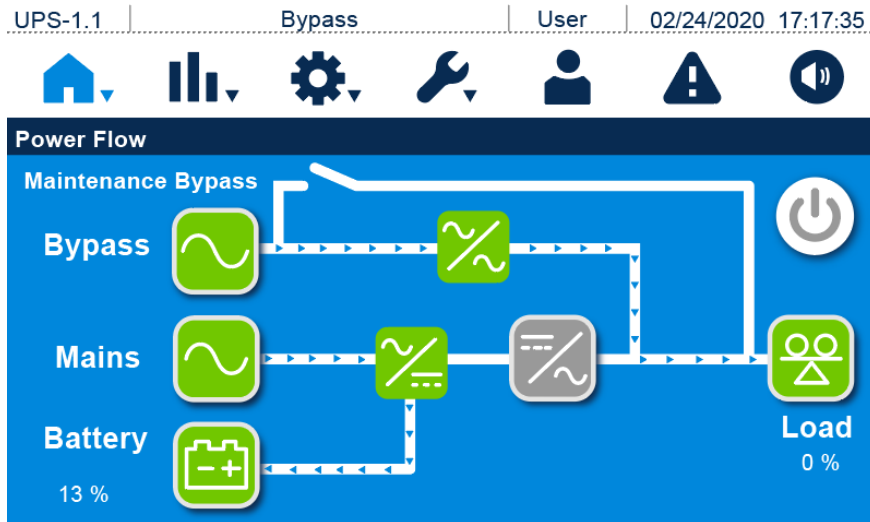 UPS-1.1 Bypass User 02/24/2020 17:17:35
Power Flow
Maintenance Bypass
Bypass
Mains
Battery
13 %
Load
0 %